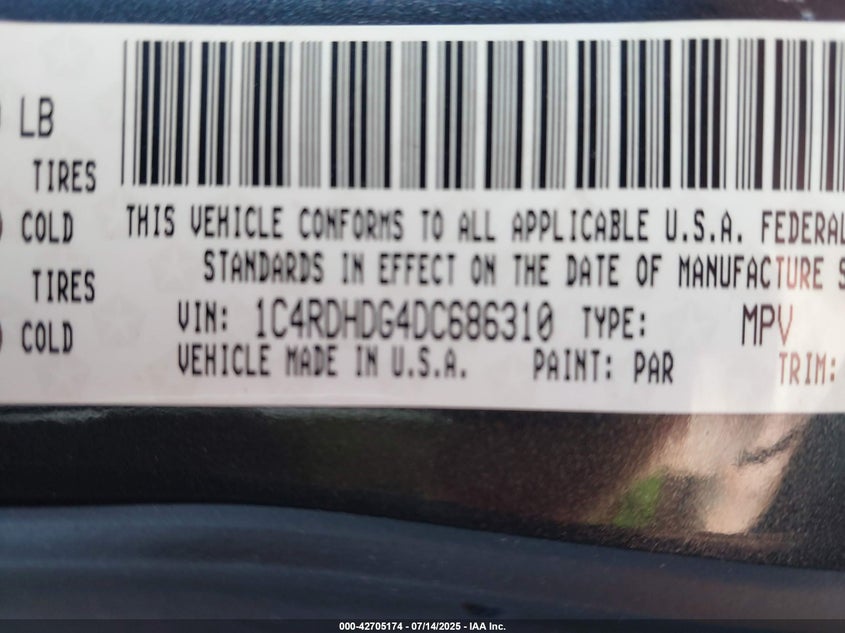 LB
TIRES
COLD
TIRES
COLD
THIS VEHICLE CONFORMS TO ALL APPLICABLE U.S.A. FEDERAL
STANDARDS IN EFFECT ON THE DATE OF MANUFACTURE S
VIN: 1C4RDHDG4DC686310 TYPE: MPV
VEHICLE MADE IN U.S.A. PAINT: PAR TRIM:
000-42705174 - 07/14/2025 - IAA Inc.